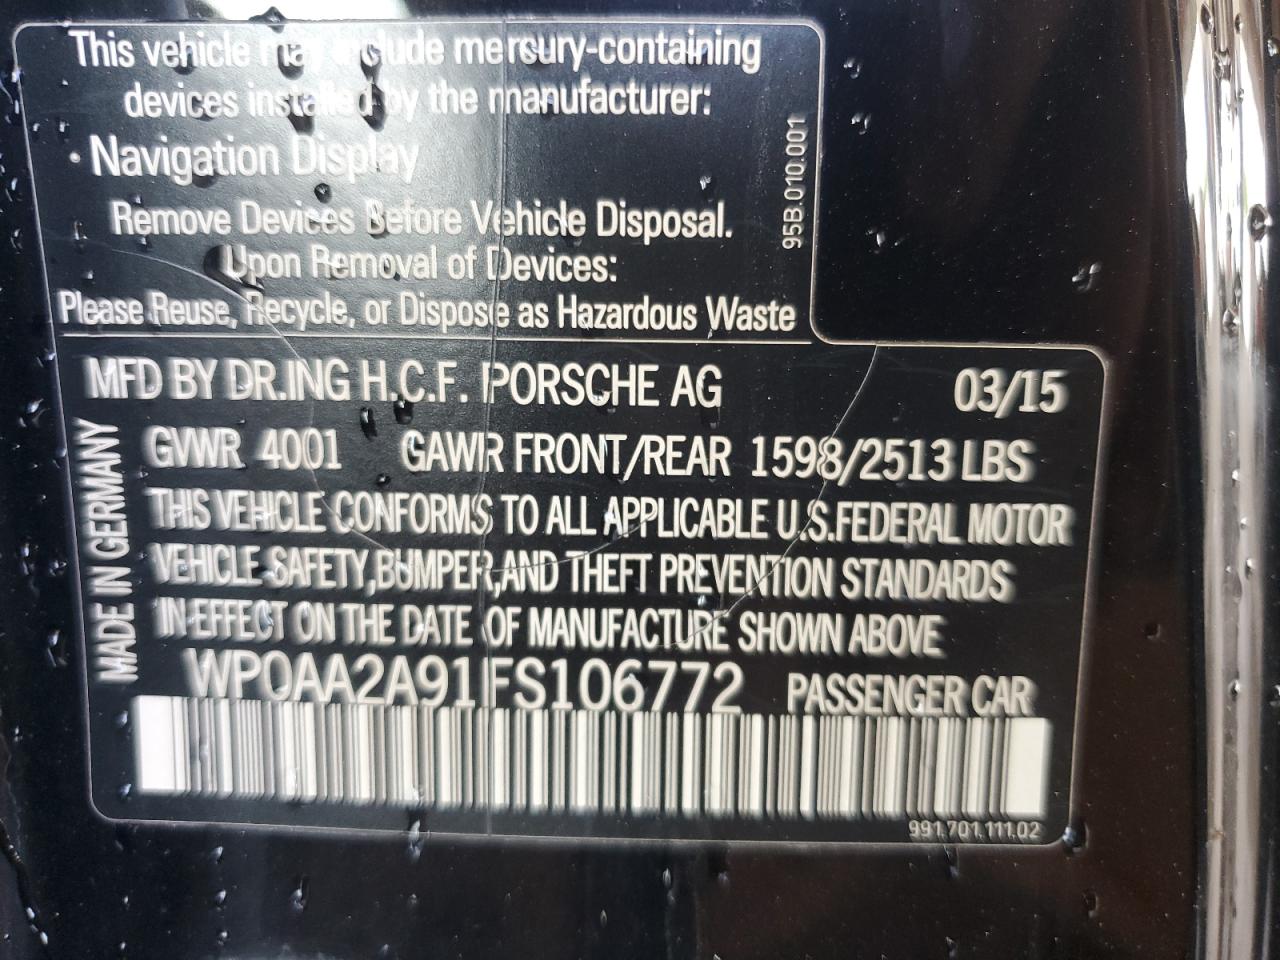 This vehicle may include mercury-containing
devices installed by the manufacturer:
• Navigation Display
Remove Devices Before Vehicle Disposal.
Upon Removal of Devices:
Please Reuse, Recycle, or Dispose as Hazardous Waste
95B.010.001
MFD BY DR.ING H.C.F. PORSCHE AG 03/15
GVWR 4001 GAWR FRONT/REAR 1598/2513 LBS
THIS VEHICLE CONFORMS TO ALL APPLICABLE U.S.FEDERAL MOTOR
VEHICLE SAFETY,BUMPER,AND THEFT PREVENTION STANDARDS
IN EFFECT ON THE DATE OF MANUFACTURE SHOWN ABOVE
WP0AA2A91FS106772 PASSENGER CAR
MADE IN GERMANY
991.701.111.02